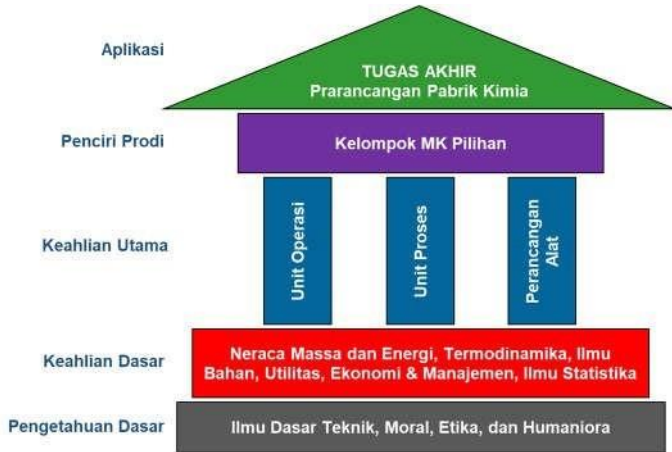 Aplikasi
TUGAS AKHIR
Prarancangan Pabrik Kimia
Penciri Prodi
Kelompok MK Pilihan
Keahlian Utama
Unit Operasi
Unit Proses
Perancangan
Alat
Keahlian Dasar
Neraca Massa dan Energi, Termodinamika, Ilmu
Bahan, Utilitas, Ekonomi & Manajemen, Ilmu Statistika
Pengetahuan Dasar
Ilmu Dasar Teknik, Moral, Etika, dan Humaniora